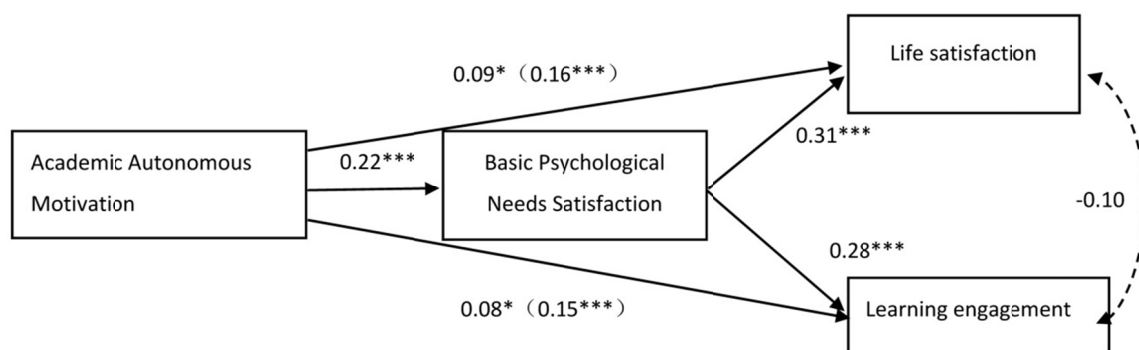 Life satisfaction
0.09*（0.16***）
0.31***
Academic Autonomous
Motivation
0.22***
Basic Psychological
Needs Satisfaction
-0.10
0.28***
0.08*（0.15***）
Learning engagement